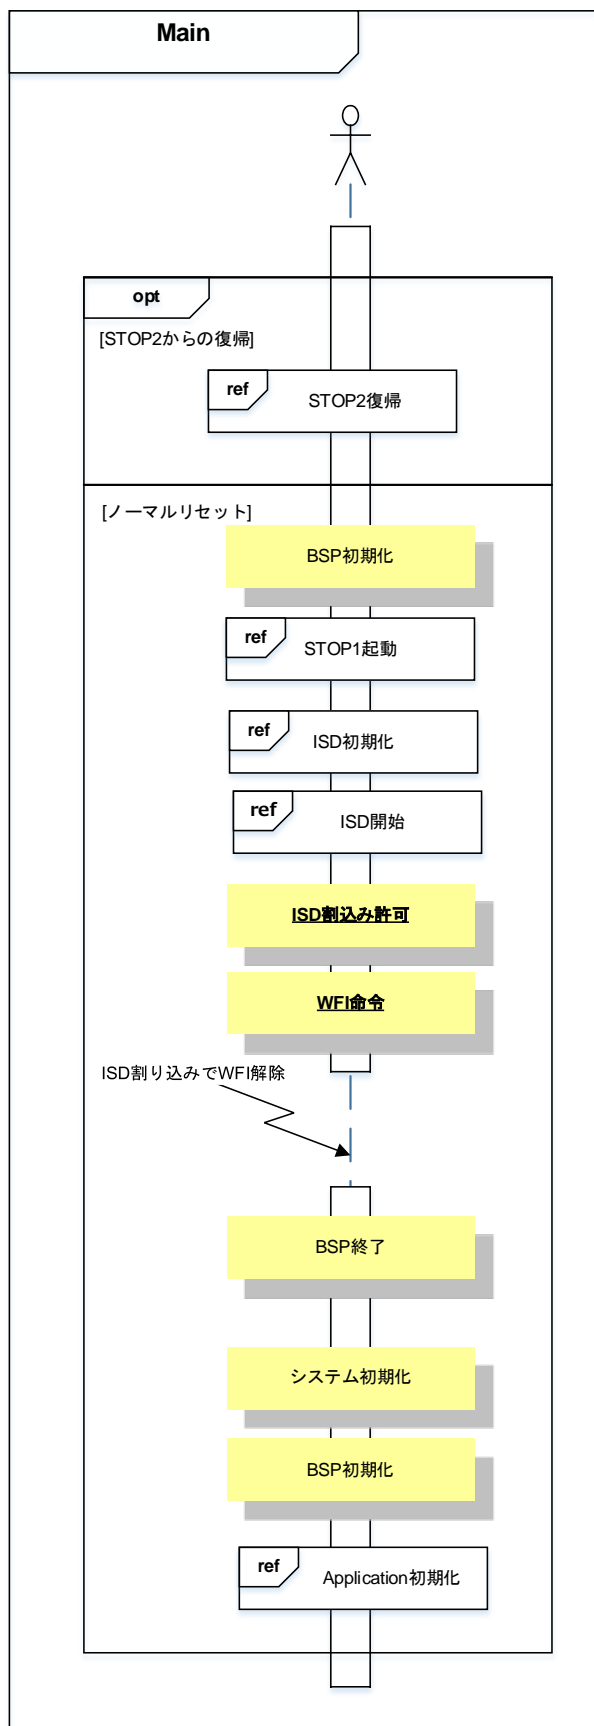 Main
opt
[STOP2からの復帰]
ref
STOP2復帰
[ノーマルリセット]
BSP初期化
ref
STOP1起動
ref
ISD初期化
ref
ISD開始
ISD割込み許可
WFI命令
ISD割り込みでWFI解除
BSP終了
システム初期化
BSP初期化
ref
Application初期化